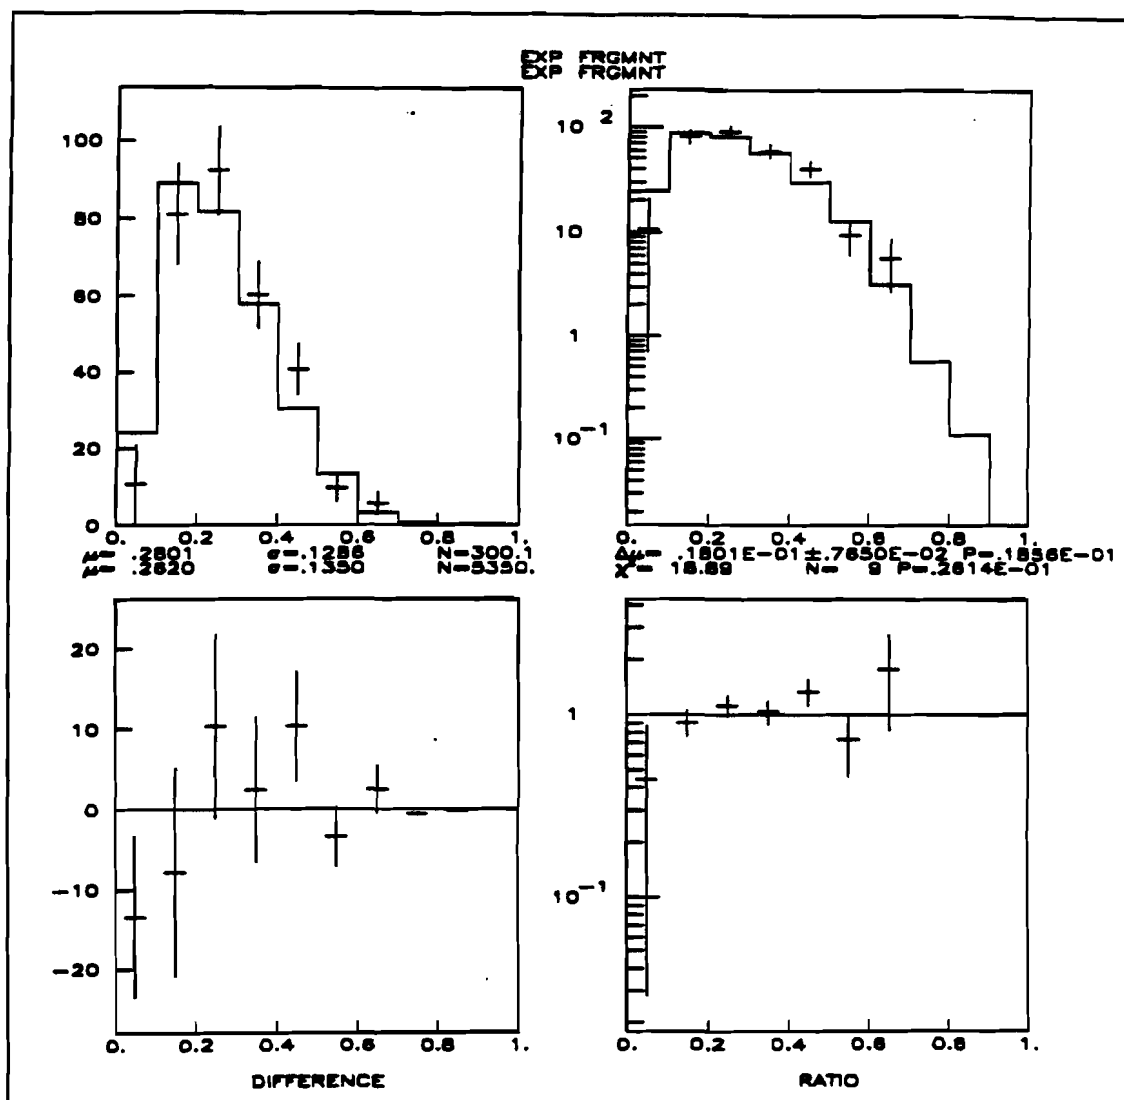 EXP FRGMNT
EXP FRGMNT
100
80
60
40
20
0
0. 0.2 0.4 0.6 0.8 1.
10 2
10
1
10 -1
0. 0.2 0.4 0.6 0.8 1.
μ= .2801 σ=.1286 N=300.1
μ= .2620 σ=.1350 N=5350.
Δμ= .1801E-01±.7650E-02 P=.1856E-01
χ²= 18.89 N= 9 P=.2614E-01
20
10
0
-10
-20
0. 0.2 0.4 0.6 0.8 1.
DIFFERENCE
1
10 -1
0. 0.2 0.4 0.6 0.8 1.
RATIO